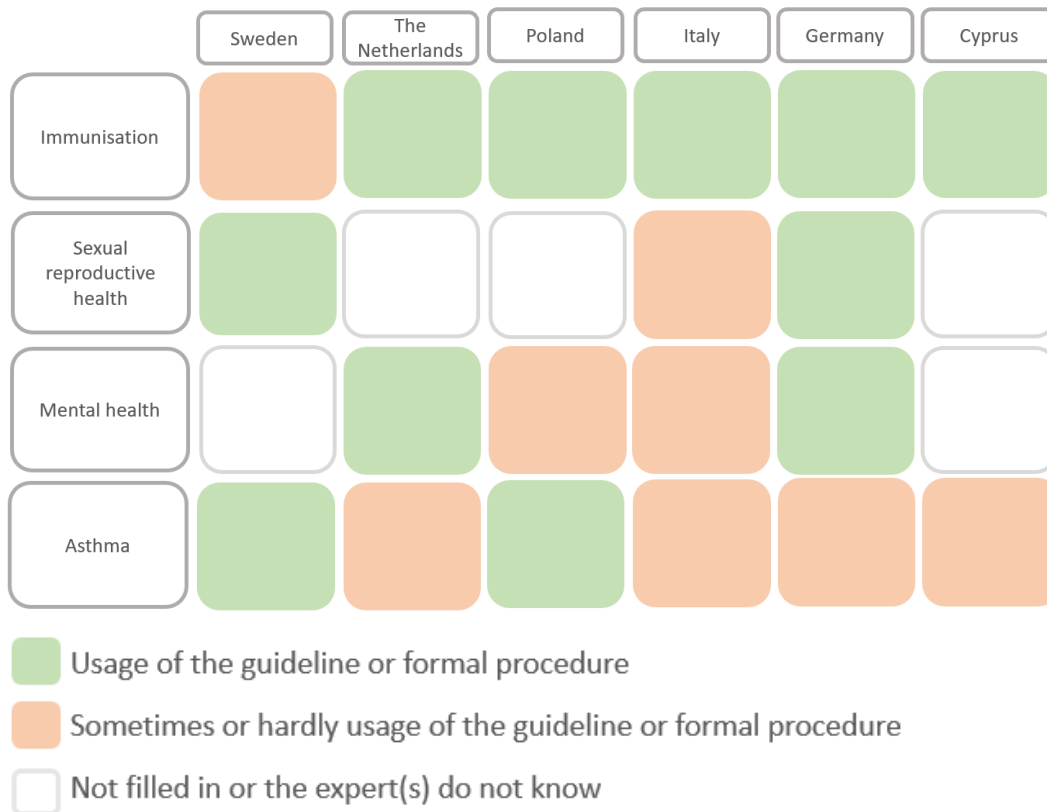 Sweden
The
Netherlands
Poland
Italy
Germany
Cyprus
Immunisation
Sexual
reproductive
health
Mental health
Asthma
Usage of the guideline or formal procedure
Sometimes or hardly usage of the guideline or formal procedure
Not filled in or the expert(s) do not know